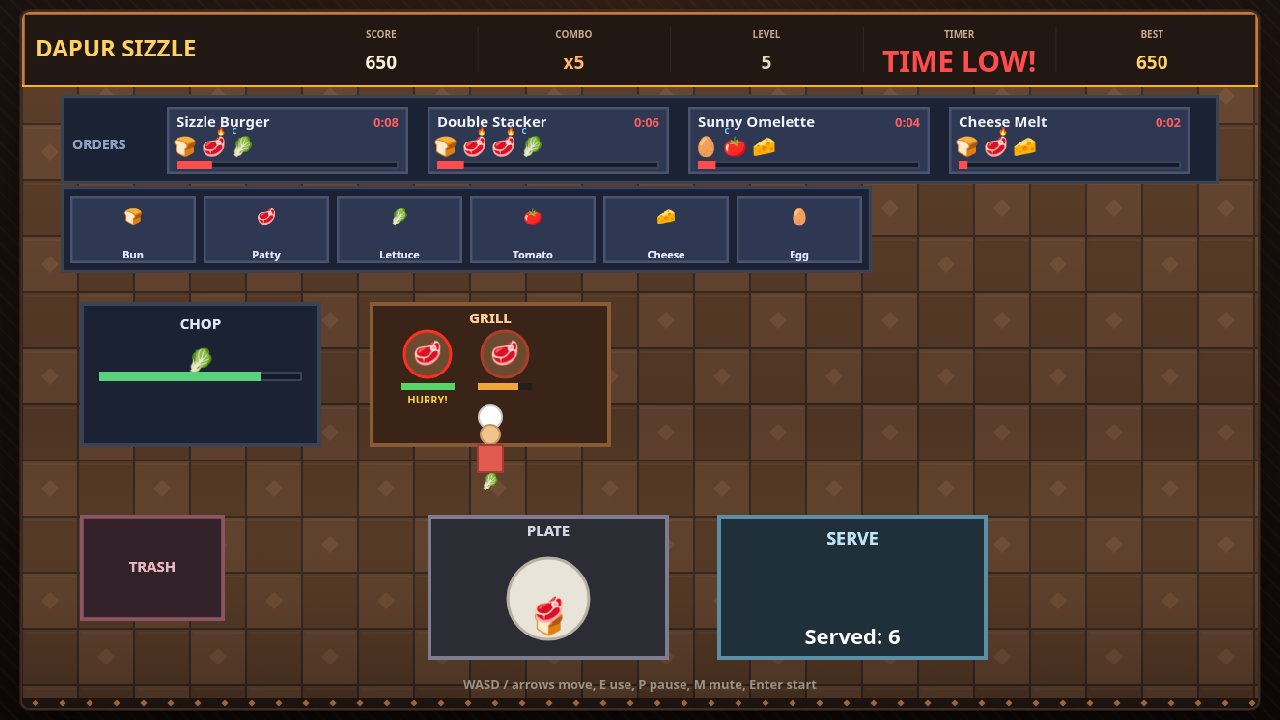 DAPUR SIZZLE
SCORE
650
COMBO
x5
LEVEL
5
TIMER
TIME LOW!
BEST
650
ORDERS
Sizzle Burger
0:08
c
Double Stacker
0:06
c
Sunny Omelette
0:04
c
Cheese Melt
0:02
Bun
Patty
Lettuce
Tomato
Cheese
Egg
CHOP
GRILL
HURRY!
TRASH
PLATE
SERVE
Served: 6
WASD / arrows move, E use, P pause, M mute, Enter start